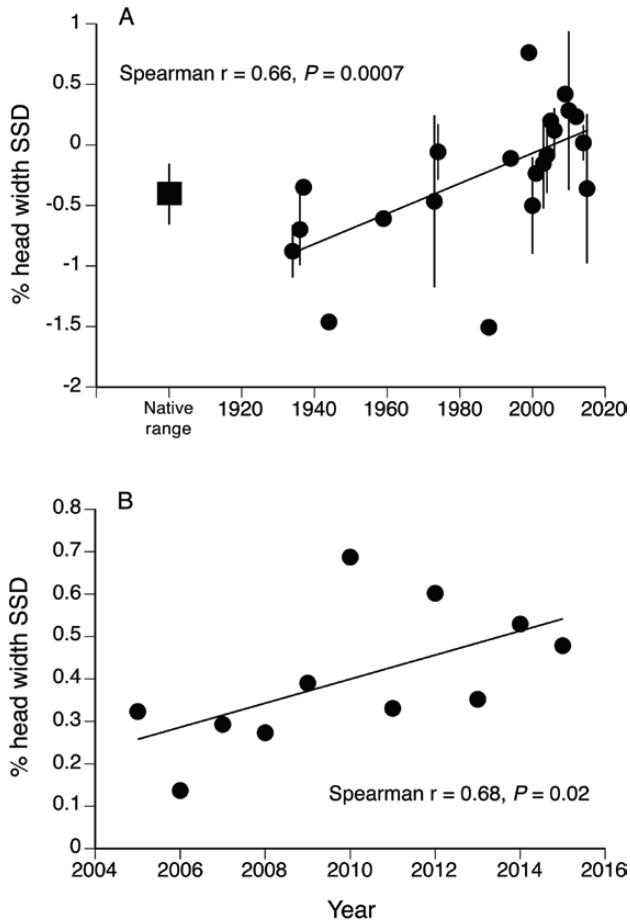 A
Spearman r = 0.66, P = 0.0007
% head width SSD
1
0.5
0
-0.5
-1
-1.5
-2
Native
range
1920 1940 1960 1980 2000 2020
B
% head width SSD
0.8
0.7
0.6
0.5
0.4
0.3
0.2
0.1
0
Spearman r = 0.68, P = 0.02
2004 2006 2008 2010 2012 2014 2016
Year